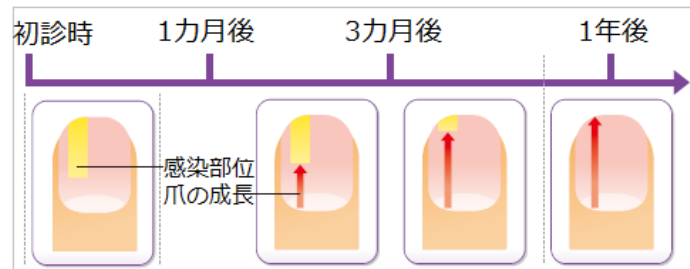 初診時
1カ月後
3カ月後
1年後
感染部位
爪の成長